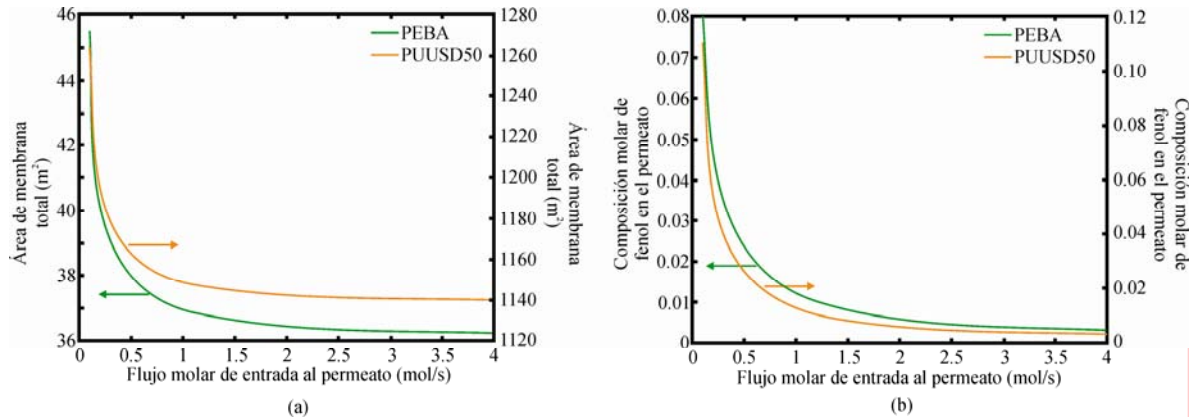 46
44
42
40
38
36
Área de membrana
total (m²)
1280
1260
1240
1220
1200
1180
1160
1140
1120
Área de membrana
total (m²)
PEBA
PUUSD50
0 0.5 1 1.5 2 2.5 3 3.5 4
Flujo molar de entrada al permeato (mol/s)
(a)
0.08
0.07
0.06
0.05
0.04
0.03
0.02
0.01
0
Composición molar de
fenol en el permeato
0.12
0.10
0.08
0.06
0.04
0.02
0
Composición molar de
fenol en el permeato
PEBA
PUUSD50
0 0.5 1 1.5 2 2.5 3 3.5 4
Flujo molar de entrada al permeato (mol/s)
(b)